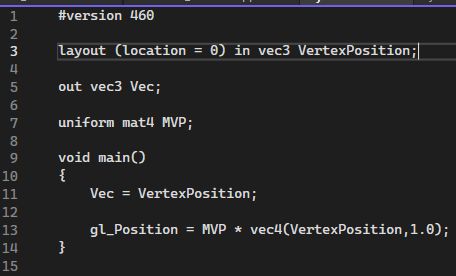 1 #version 460
2
3 layout (location = 0) in vec3 VertexPosition;
4
5 out vec3 Vec;
6
7 uniform mat4 MVP;
8
9 void main()
10 {
11 Vec = VertexPosition;
12
13 gl_Position = MVP * vec4(VertexPosition,1.0);
14 }
15